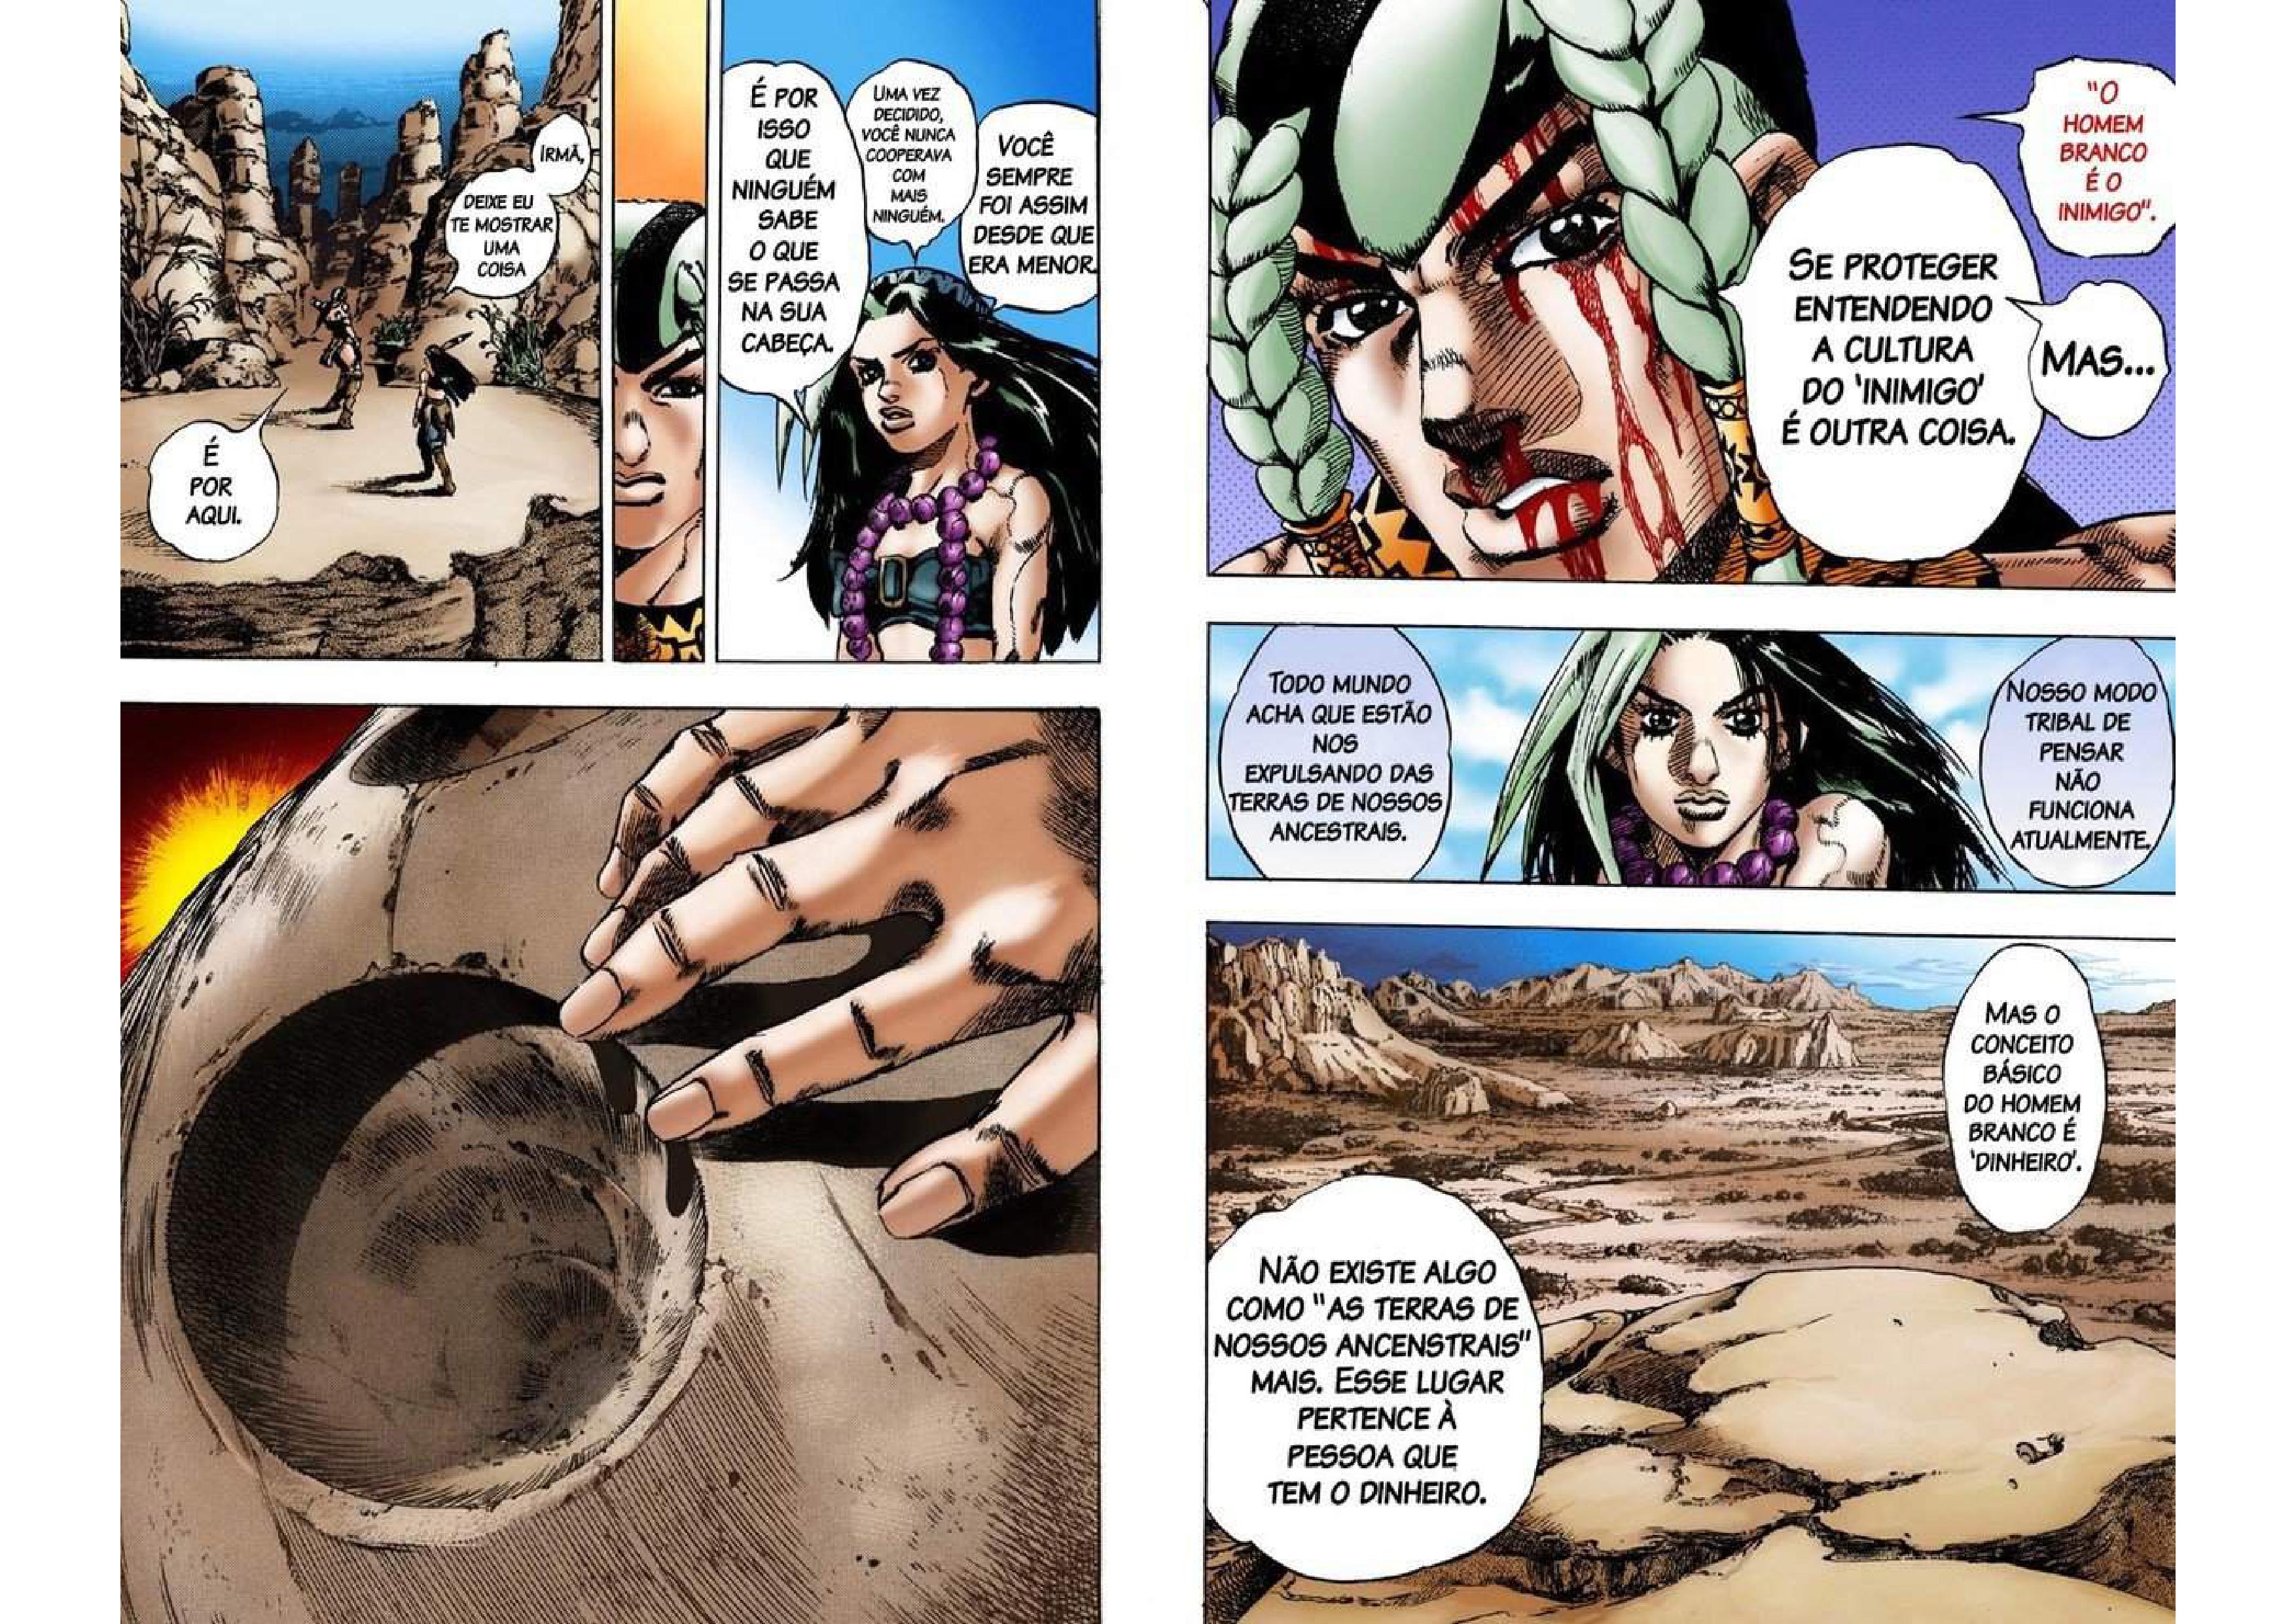 "O
HOMEM
BRANCO
É O
INIMIGO".
MAS...
SE PROTEGER
ENTENDENDO
A CULTURA
DO 'INIMIGO'
É OUTRA COISA.
NOSSO MODO
TRIBAL DE
PENSAR
NÃO
FUNCIONA
ATUALMENTE.
TODO MUNDO
ACHA QUE ESTÃO
NOS
EXPULSANDO DAS
TERRAS DE NOSSOS
ANCESTRAIS.
MAS O
CONCEITO
BÁSICO
DO HOMEM
BRANCO É
'DINHEIRO'.
NÃO EXISTE ALGO
COMO "AS TERRAS DE
NOSSOS ANCENSTRAIS"
MAIS. ESSE LUGAR
PERTENCE À
PESSOA QUE
TEM O DINHEIRO.
VOCÊ
SEMPRE
FOI ASSIM
DESDE QUE
ERA MENOR.
UMA VEZ
DECIDIDO,
VOCÊ NUNCA
COOPERAVA
COM
MAIS
NINGUÉM.
É POR
ISSO
QUE
NINGUÉM
SABE
O QUE
SE PASSA
NA SUA
CABEÇA.
IRMÃ,
DEIXE EU
TE MOSTRAR
UMA
COISA
É
POR
AQUI.